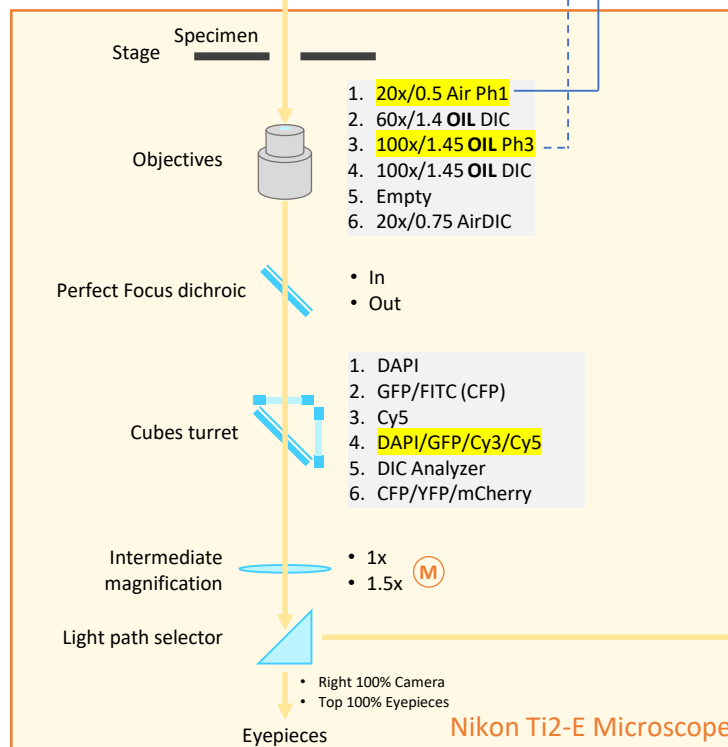 Specimen
Stage
Objectives
1. 20x/0.5 Air Ph1
2. 60x/1.4 OIL DIC
3. 100x/1.45 OIL Ph3
4. 100x/1.45 OIL DIC
5. Empty
6. 20x/0.75 AirDIC
Perfect Focus dichroic
• In
• Out
Cubes turret
1. DAPI
2. GFP/FITC (CFP)
3. Cy5
4. DAPI/GFP/Cy3/Cy5
5. DIC Analyzer
6. CFP/YFP/mCherry
Intermediate
magnification
• 1x
• 1.5x
M
Light path selector
• Right 100% Camera
• Top 100% Eyepieces
Eyepieces
Nikon Ti2-E Microscope